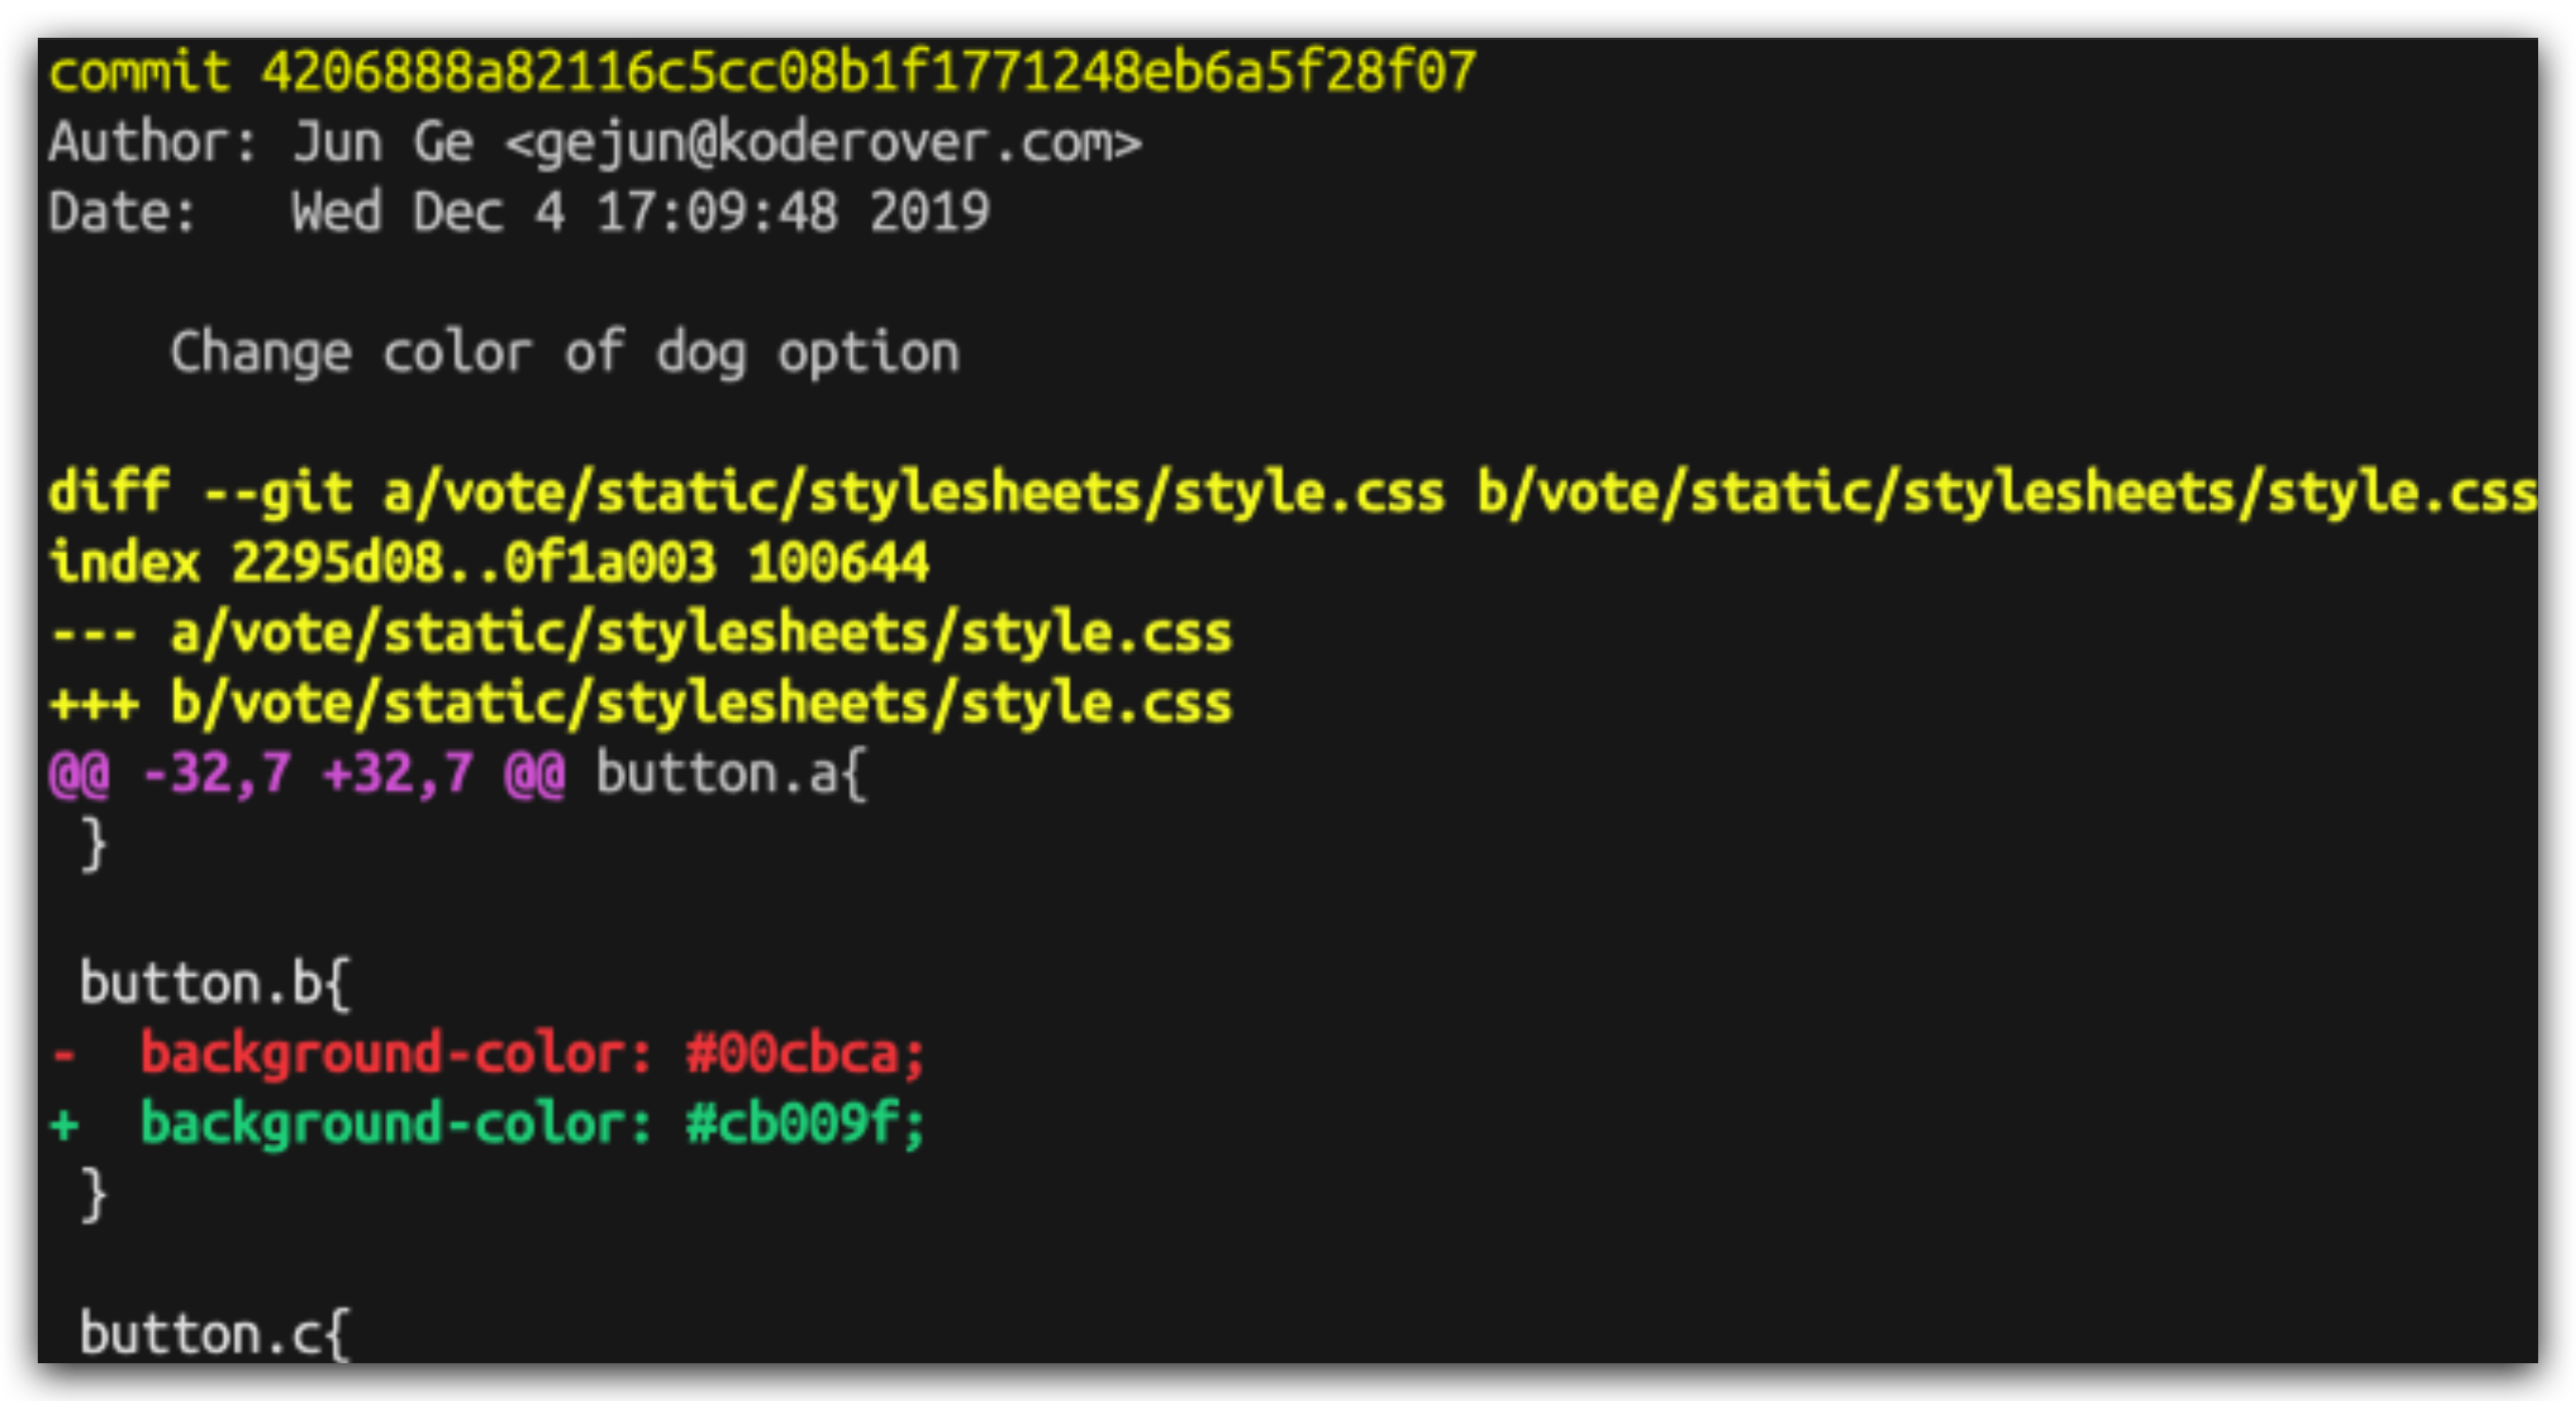 commit 4206888a82116c5cc08b1f1771248eb6a5f28f07
Author: Jun Ge <gejun@koderover.com>
Date:   Wed Dec 4 17:09:48 2019
    Change color of dog option
diff --git a/vote/static/stylesheets/style.css b/vote/static/stylesheets/style.css
index 2295d08..0f1a003 100644
--- a/vote/static/stylesheets/style.css
+++ b/vote/static/stylesheets/style.css
@@ -32,7 +32,7 @@ button.a{
 }
 button.b{
-  background-color: #00cbca;
+  background-color: #cb009f;
 }
 button.c{